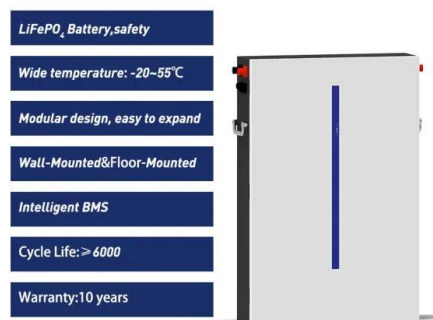 LiFePO₄ Battery,safety
Wide temperature: -20~55℃
Modular design, easy to expand
Wall-Mounted&Floor-Mounted
Intelligent BMS
Cycle Life:≥6000
Warranty:10 years